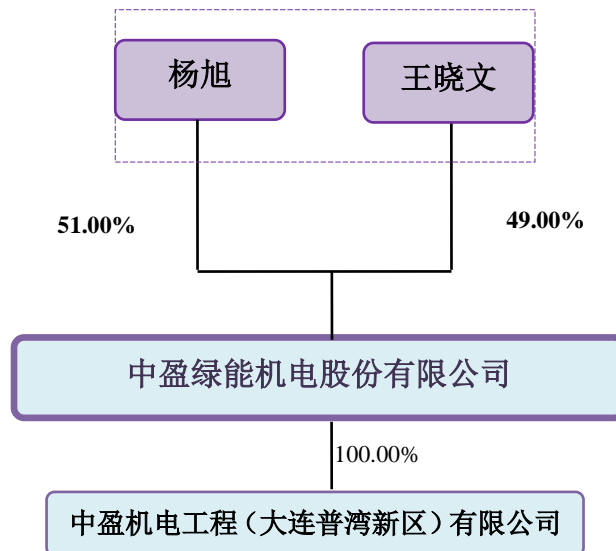 杨旭
王晓文
51.00%
49.00%
中盈绿能机电股份有限公司
100.00%
中盈机电工程（大连普湾新区）有限公司